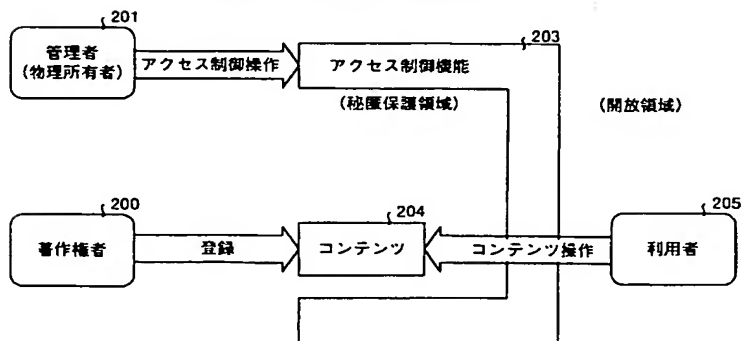 201
管理者
(物理所有者)
アクセス制御操作
203
アクセス制御機能
(秘匿保護領域)
(開放領域)
200
著作権者
登録
204
コンテンツ
コンテンツ操作
205
利用者